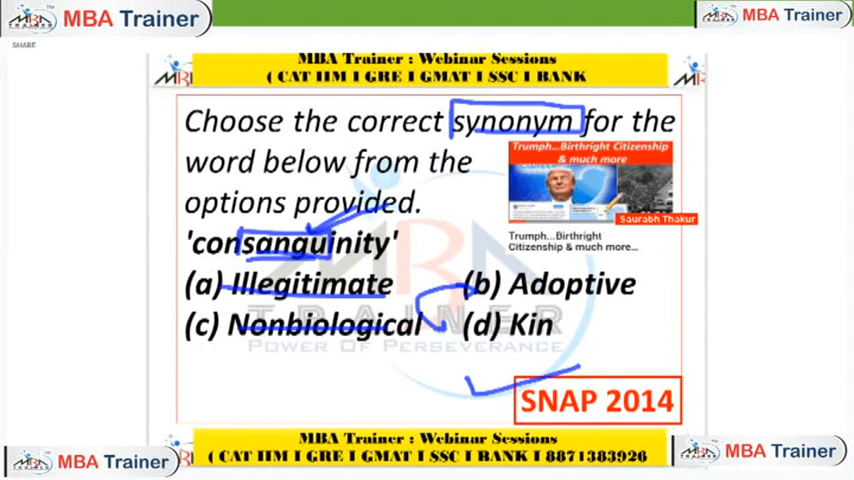 MBA Trainer
MBA Trainer
SHARE
MBA Trainer : Webinar Sessions
( CAT IIM I GRE I GMAT I SSC I BANK
Choose the correct synonym for the
word below from the
options provided.
Trumph...Birthright Citizenship
& much more
Saurabh Thakur
Trumph...Birthright
Citizenship & much more...
'consanguinity'
(a) Illegitimate (b) Adoptive
(c) Nonbiological (d) Kin
TRAINER
POWER OF PERSEVERANCE
SNAP 2014
MBA Trainer : Webinar Sessions
( CAT IIM I GRE I GMAT I SSC I BANK I 8871383926
MBA Trainer
MBA Trainer